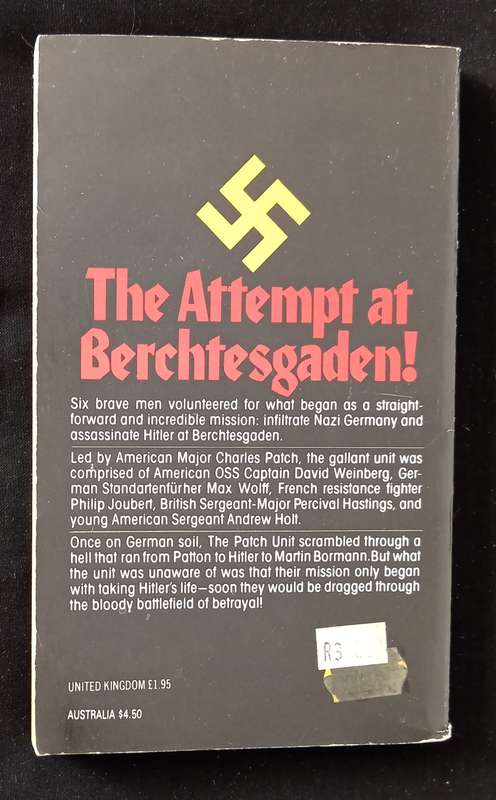 The Attempt at
Berchtesgaden!
Six brave men volunteered for what began as a straight-
forward and incredible mission: infiltrate Nazi Germany and
assassinate Hitler at Berchtesgaden.
Led by American Major Charles Patch, the gallant unit was
comprised of American OSS Captain David Weinberg, Ger-
man Standartenfürher Max Wolff, French resistance fighter
Philip Joubert, British Sergeant-Major Percival Hastings, and
young American Sergeant Andrew Holt.
Once on German soil, The Patch Unit scrambled through a
hell that ran from Patton to Hitler to Martin Bormann.But what
the unit was unaware of was that their mission only began
with taking Hitler's life—soon they would be dragged through
the bloody battlefield of betrayal!
R3
UNITED KINGDOM £1.95
AUSTRALIA $4.50